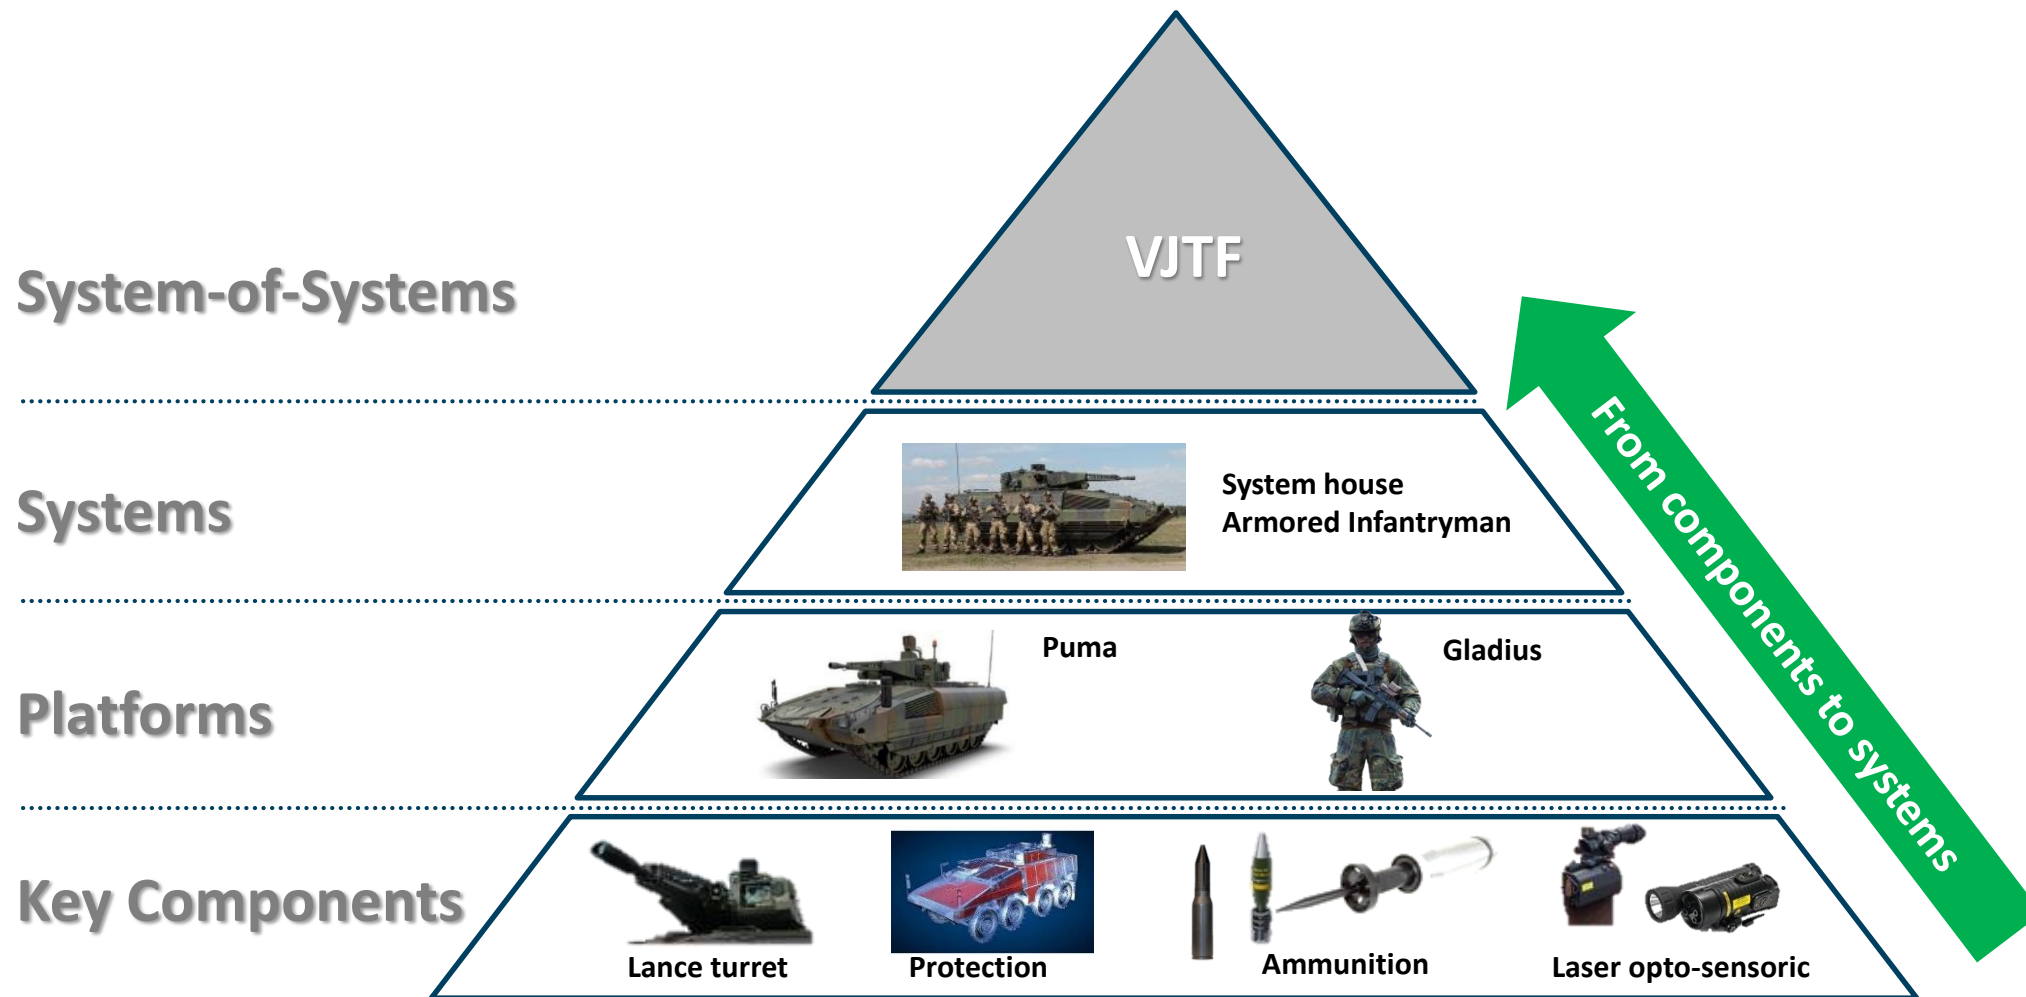 VJTF
System-of-Systems
From components to systems
Systems
System house
Armored Infantryman
Platforms
Puma
Gladius
Key Components
Lance turret
Protection
Ammunition
Laser opto-sensoric